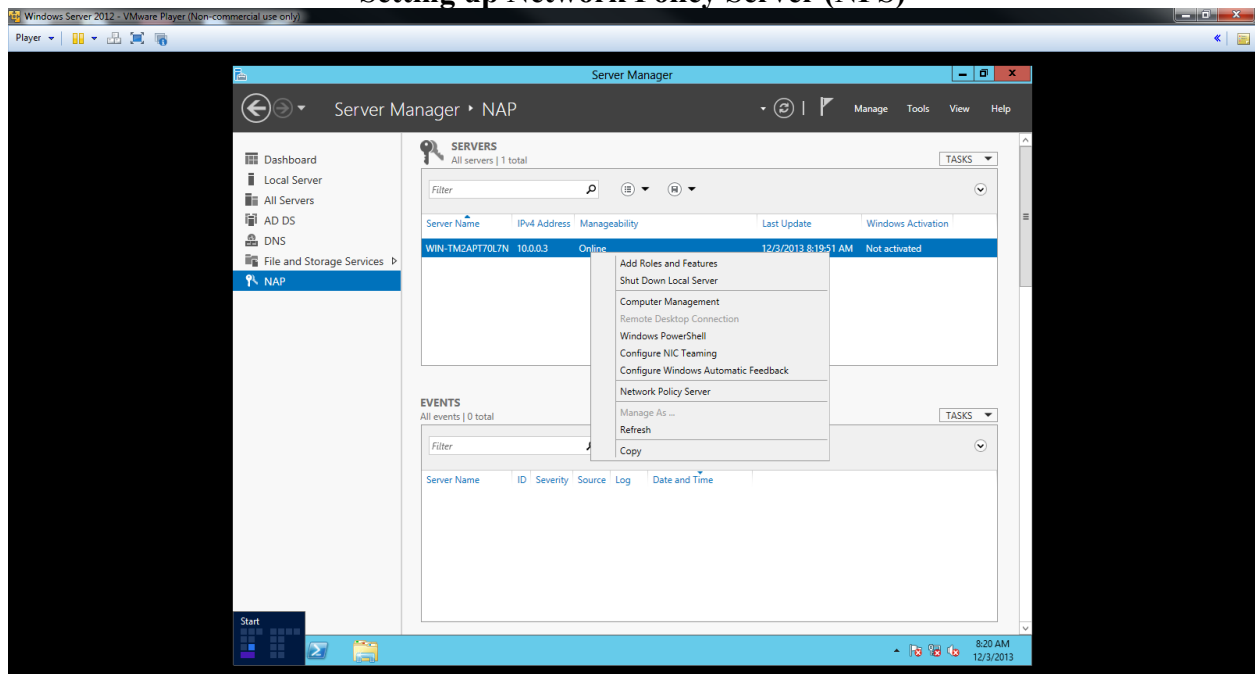 Setting up Network Policy Server (NPS)
Windows Server 2012 - VMware Player (Non-commercial use only)
Player
Server Manager
Server Manager • NAP
Manage Tools View Help
Dashboard
Local Server
All Servers
AD DS
DNS
File and Storage Services
NAP
SERVERS
All servers | 1 total
TASKS
Filter
Server Name IPv4 Address Manageability Last Update Windows Activation
WIN-TM2APT70L7N 10.0.0.3 Online 12/3/2013 8:19:51 AM Not activated
Add Roles and Features
Shut Down Local Server
Computer Management
Remote Desktop Connection
Windows PowerShell
Configure NIC Teaming
Configure Windows Automatic Feedback
Network Policy Server
Manage As ...
Refresh
Copy
EVENTS
All events | 0 total
TASKS
Filter
Server Name ID Severity Source Log Date and Time
Start
8:20 AM
12/3/2013